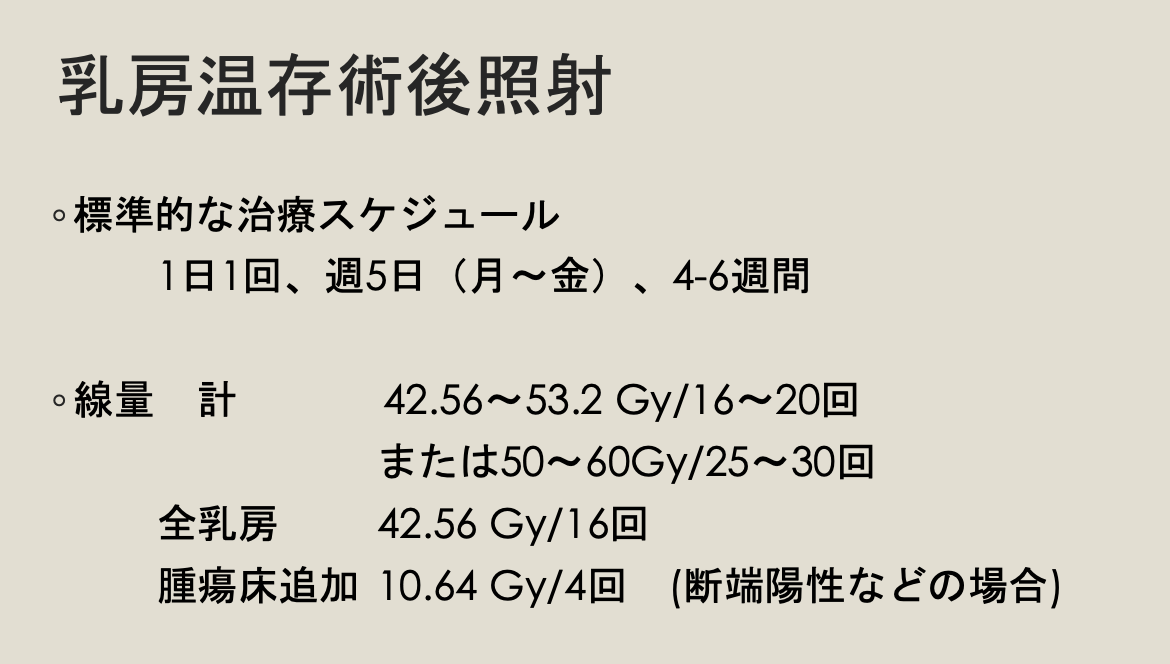 乳房温存術後照射
◦標準的な治療スケジュール
1日1回、週5日（月〜金）、4-6週間
◦線量　計　42.56〜53.2 Gy/16〜20回
または50〜60Gy/25〜30回
全乳房　42.56 Gy/16回
腫瘍床追加 10.64 Gy/4回　(断端陽性などの場合)